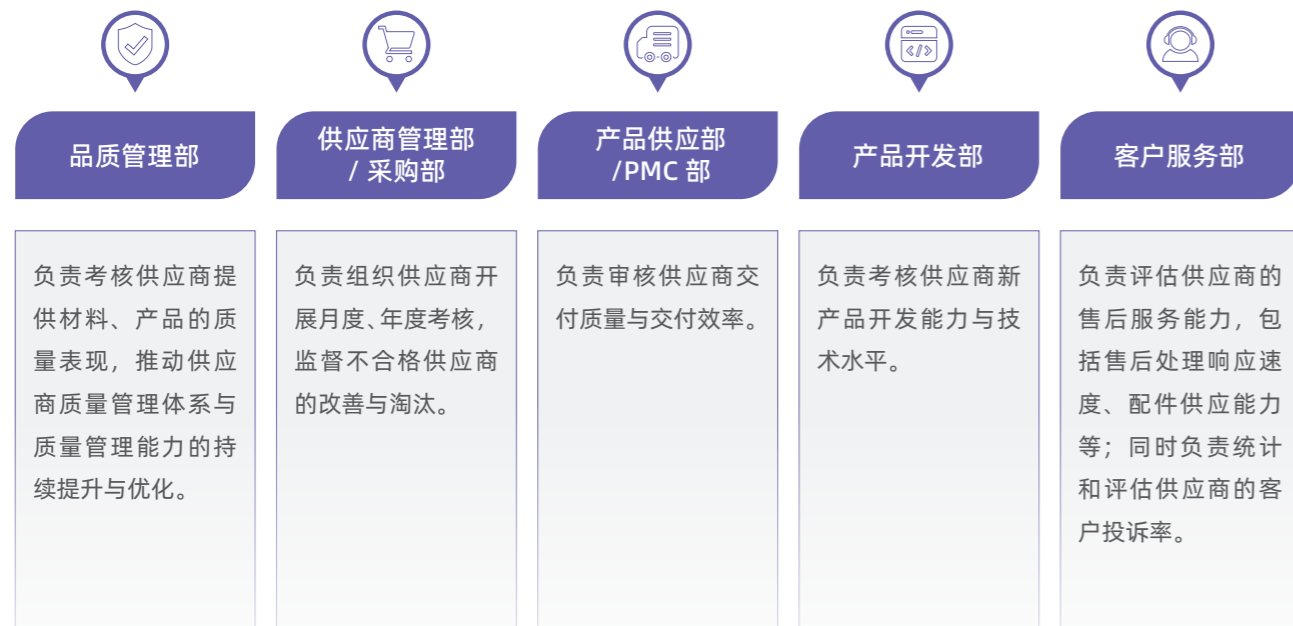 品质管理部
负责考核供应商提
供材料、产品的质
量表现，推动供应
商质量管理体系与
质量管理能力的持
续提升与优化。
供应商管理部
/ 采购部
负责组织供应商开
展月度、年度考核，
监督不合格供应商
的改善与淘汰。
产品供应部
/PMC 部
负责审核供应商交
付质量与交付效率。
产品开发部
负责考核供应商新
产品开发能力与技
术水平。
客户服务部
负责评估供应商的
售后服务能力，包
括售后处理响应速
度、配件供应能力
等；同时负责统计
和评估供应商的客
户投诉率。